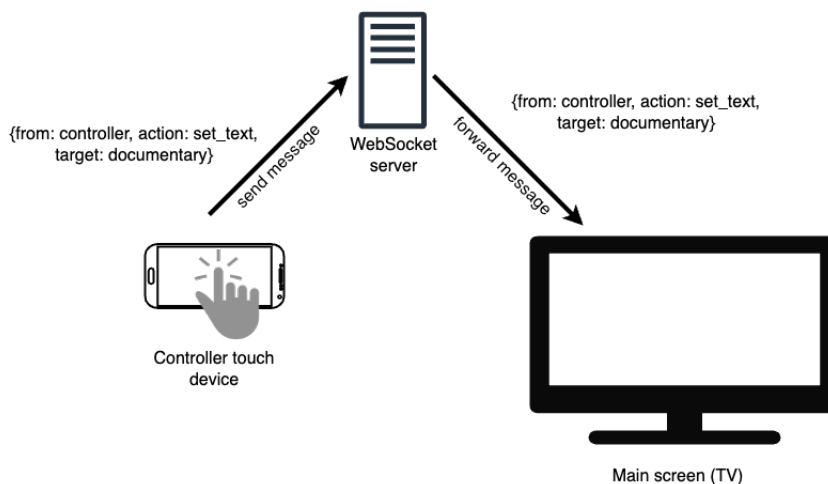 {from: controller, action: set_text,
target: documentary}
send message
WebSocket
server
forward message
{from: controller, action: set_text,
target: documentary}
Controller touch
device
Main screen (TV)